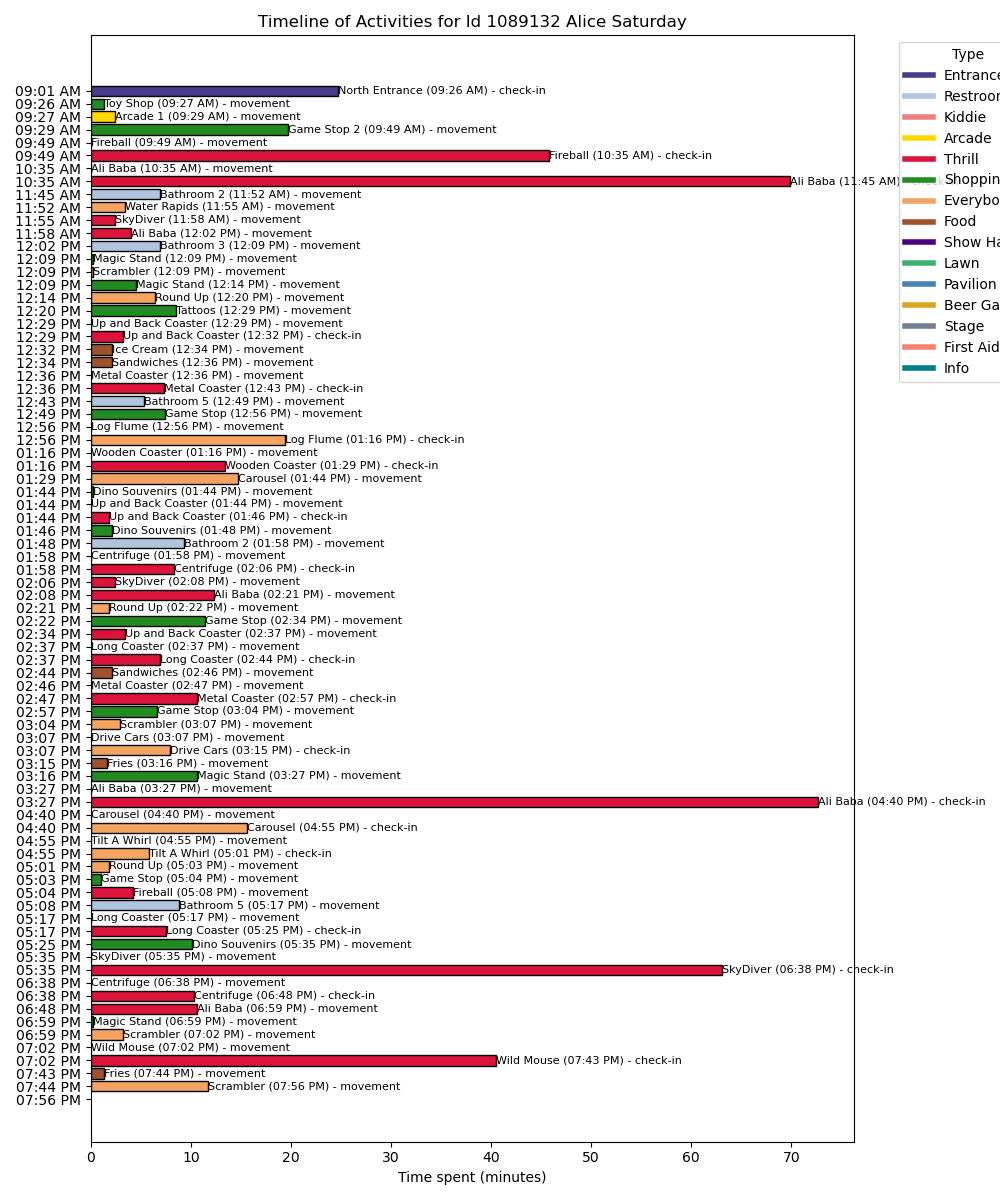 Timeline of Activities for Id 1089132 Alice Saturday
09:01 AM North Entrance (09:26 AM) - check-in
09:26 AM Toy Shop (09:27 AM) - movement
09:27 AM Arcade 1 (09:29 AM) - movement
09:29 AM Game Stop 2 (09:49 AM) - movement
09:49 AM Fireball (09:49 AM) - movement
09:49 AM Fireball (10:35 AM) - check-in
10:35 AM Ali Baba (10:35 AM) - movement
10:35 AM Ali Baba (11:45 AM) - check-in
11:45 AM Bathroom 2 (11:52 AM) - movement
11:52 AM Water Rapids (11:55 AM) - movement
11:55 AM SkyDiver (11:58 AM) - movement
11:58 AM Ali Baba (12:02 PM) - movement
12:02 PM Bathroom 3 (12:09 PM) - movement
12:09 PM Magic Stand (12:09 PM) - movement
12:09 PM Scrambler (12:09 PM) - movement
12:09 PM Magic Stand (12:14 PM) - movement
12:14 PM Round Up (12:20 PM) - movement
12:20 PM Tattoos (12:29 PM) - movement
12:29 PM Up and Back Coaster (12:29 PM) - movement
12:29 PM Up and Back Coaster (12:32 PM) - check-in
12:32 PM Ice Cream (12:34 PM) - movement
12:34 PM Sandwiches (12:36 PM) - movement
12:36 PM Metal Coaster (12:36 PM) - movement
12:36 PM Metal Coaster (12:43 PM) - check-in
12:43 PM Bathroom 5 (12:49 PM) - movement
12:49 PM Game Stop (12:56 PM) - movement
12:56 PM Log Flume (12:56 PM) - movement
12:56 PM Log Flume (01:16 PM) - check-in
01:16 PM Wooden Coaster (01:16 PM) - movement
01:16 PM Wooden Coaster (01:29 PM) - check-in
01:29 PM Carousel (01:44 PM) - movement
01:44 PM Dino Souvenirs (01:44 PM) - movement
01:44 PM Up and Back Coaster (01:44 PM) - movement
01:44 PM Up and Back Coaster (01:46 PM) - check-in
01:46 PM Dino Souvenirs (01:48 PM) - movement
01:48 PM Bathroom 2 (01:58 PM) - movement
01:58 PM Centrifuge (01:58 PM) - movement
01:58 PM Centrifuge (02:06 PM) - check-in
02:06 PM SkyDiver (02:08 PM) - movement
02:08 PM Ali Baba (02:21 PM) - movement
02:21 PM Round Up (02:22 PM) - movement
02:22 PM Game Stop (02:34 PM) - movement
02:34 PM Up and Back Coaster (02:37 PM) - movement
02:37 PM Long Coaster (02:37 PM) - movement
02:37 PM Long Coaster (02:44 PM) - check-in
02:44 PM Sandwiches (02:46 PM) - movement
02:46 PM Metal Coaster (02:47 PM) - movement
02:47 PM Metal Coaster (02:57 PM) - check-in
02:57 PM Game Stop (03:04 PM) - movement
03:04 PM Scrambler (03:07 PM) - movement
03:07 PM Drive Cars (03:07 PM) - movement
03:07 PM Drive Cars (03:15 PM) - check-in
03:15 PM Fries (03:16 PM) - movement
03:16 PM Magic Stand (03:27 PM) - movement
03:27 PM Ali Baba (03:27 PM) - movement
03:27 PM Ali Baba (04:40 PM) - check-in
04:40 PM Carousel (04:40 PM) - movement
04:40 PM Carousel (04:55 PM) - check-in
04:55 PM Tilt A Whirl (04:55 PM) - movement
04:55 PM Tilt A Whirl (05:01 PM) - check-in
05:01 PM Round Up (05:03 PM) - movement
05:03 PM Game Stop (05:04 PM) - movement
05:04 PM Fireball (05:08 PM) - movement
05:08 PM Bathroom 5 (05:17 PM) - movement
05:17 PM Long Coaster (05:17 PM) - movement
05:17 PM Long Coaster (05:25 PM) - check-in
05:25 PM Dino Souvenirs (05:35 PM) - movement
05:35 PM SkyDiver (05:35 PM) - movement
05:35 PM SkyDiver (06:38 PM) - check-in
06:38 PM Centrifuge (06:38 PM) - movement
06:38 PM Centrifuge (06:48 PM) - check-in
06:48 PM Ali Baba (06:59 PM) - movement
06:59 PM Magic Stand (06:59 PM) - movement
06:59 PM Scrambler (07:02 PM) - movement
07:02 PM Wild Mouse (07:02 PM) - movement
07:02 PM Wild Mouse (07:43 PM) - check-in
07:43 PM Fries (07:44 PM) - movement
07:44 PM Scrambler (07:56 PM) - movement
07:56 PM
0 10 20 30 40 50 60 70
Time spent (minutes)
Type
Entrance
Restroom
Kiddie
Arcade
Thrill
Shoppin
Everybo
Food
Show Ha
Lawn
Pavilion
Beer Ga
Stage
First Aid
Info